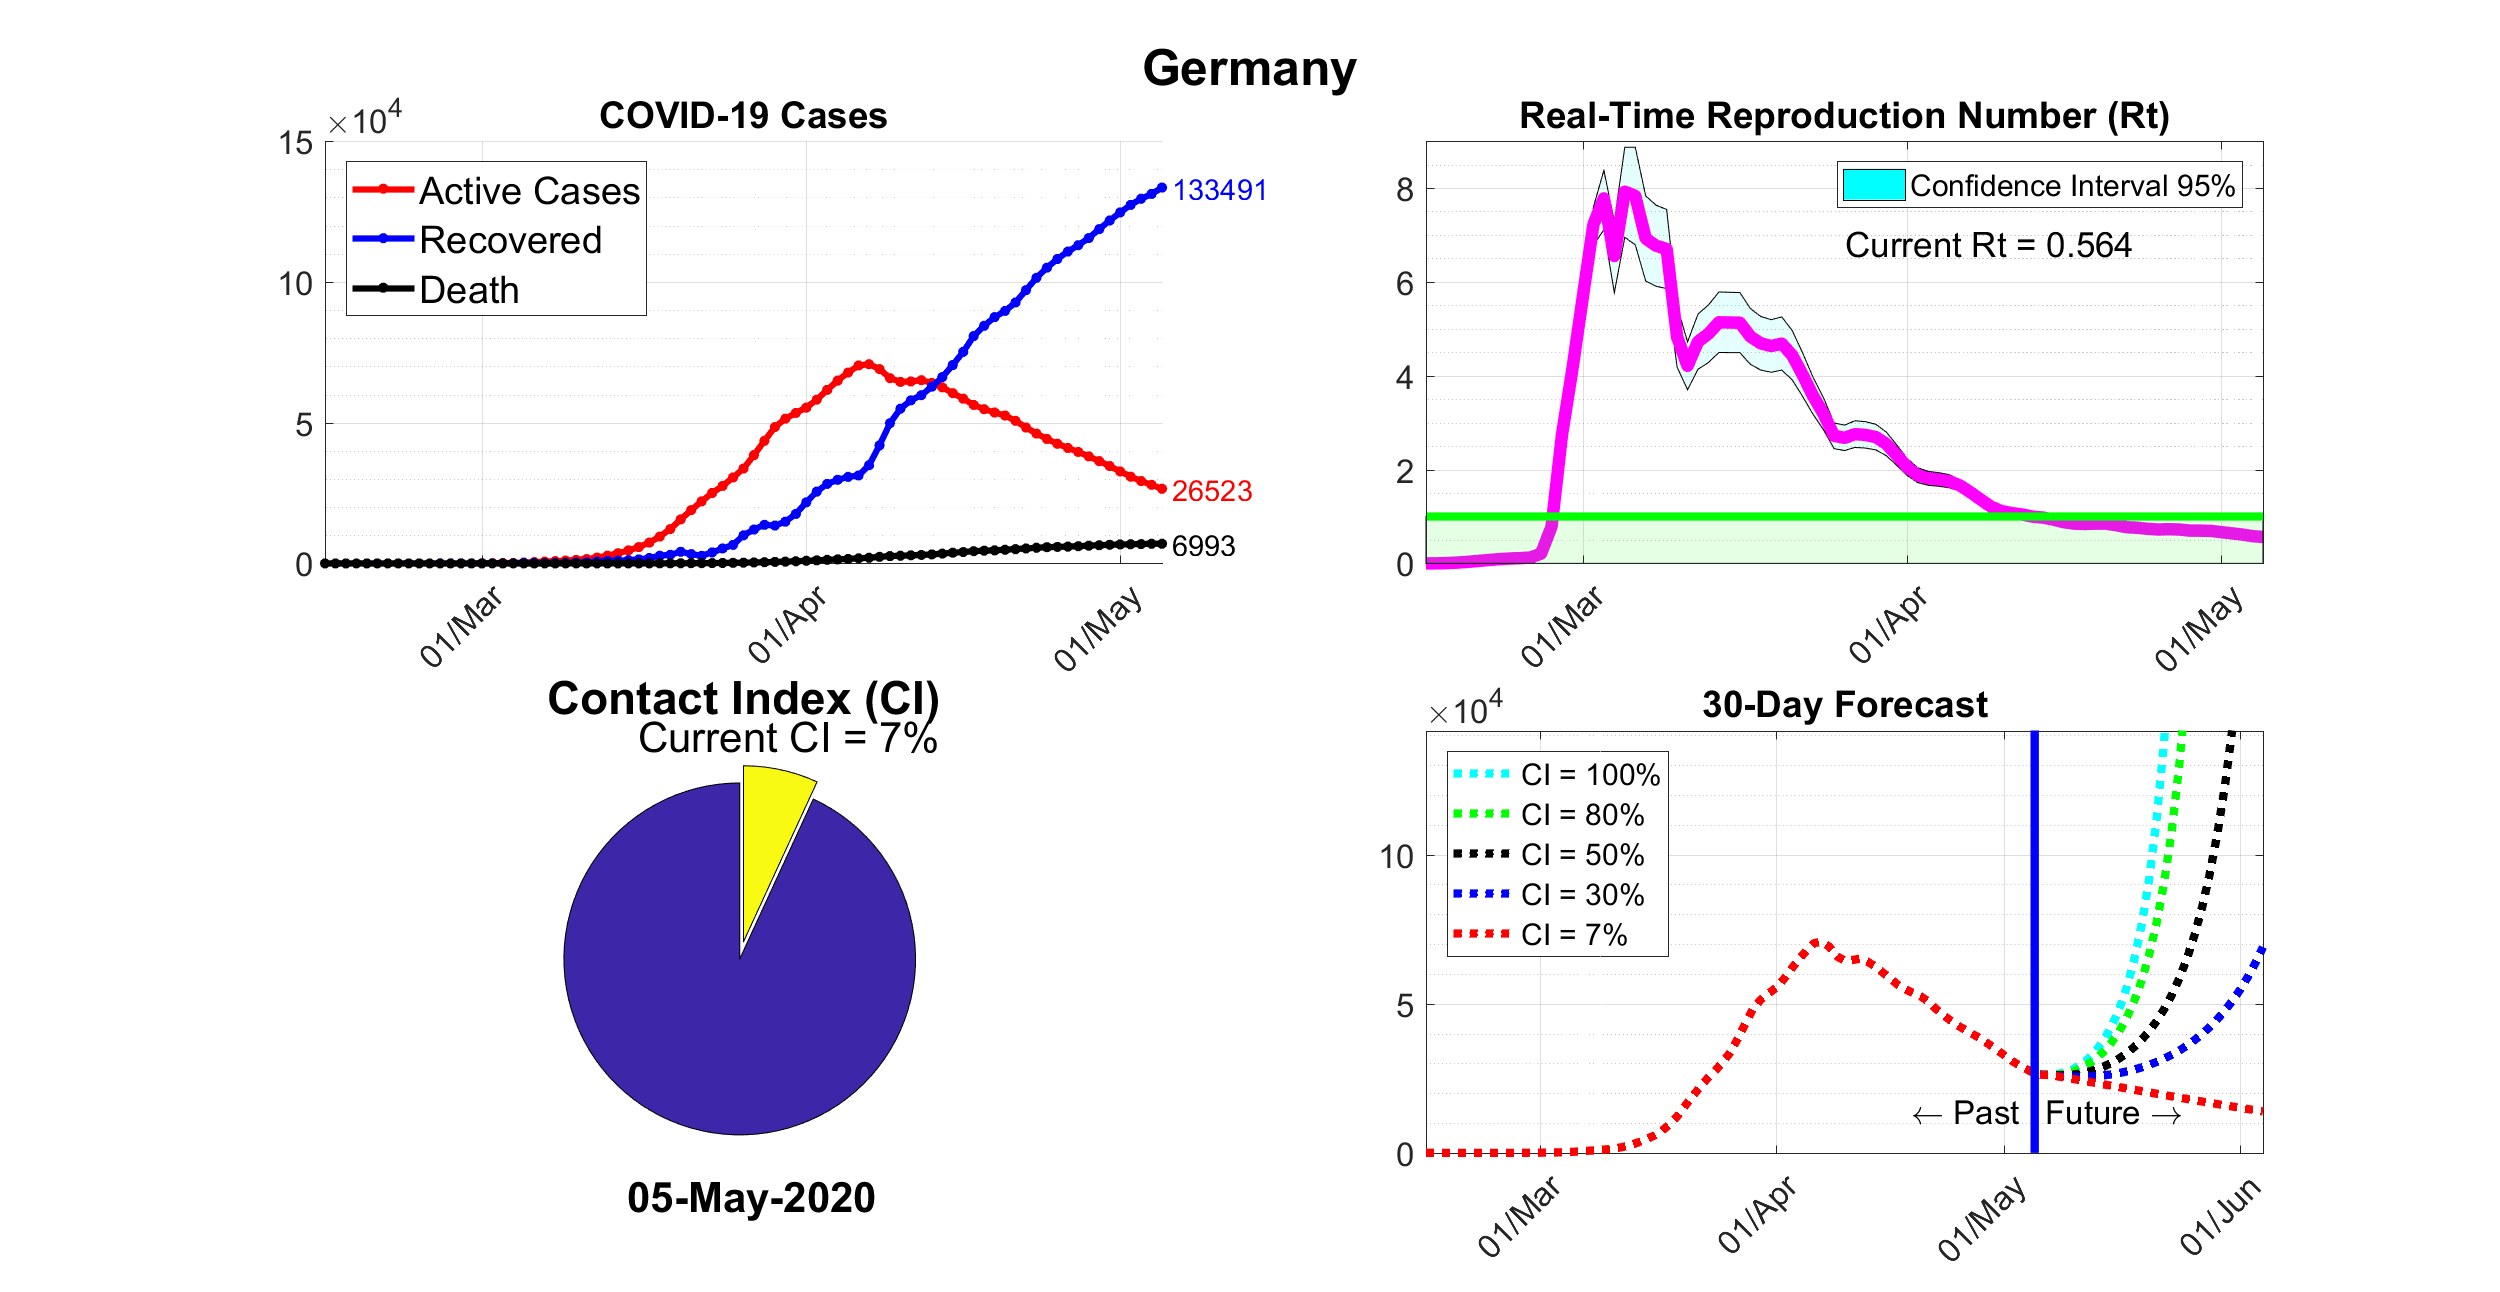 Germany
COVID-19 Cases
×10⁴
15
10
5
0
Active Cases
Recovered
Death
133491
26523
6993
01/Mar
01/Apr
01/May
Real-Time Reproduction Number (Rt)
8
6
4
2
0
Confidence Interval 95%
Current Rt = 0.564
01/Mar
01/Apr
01/May
Contact Index (CI)
Current CI = 7%
05-May-2020
30-Day Forecast
×10⁴
10
5
0
CI = 100%
CI = 80%
CI = 50%
CI = 30%
CI = 7%
← Past
Future →
01/Mar
01/Apr
01/May
01/Jun